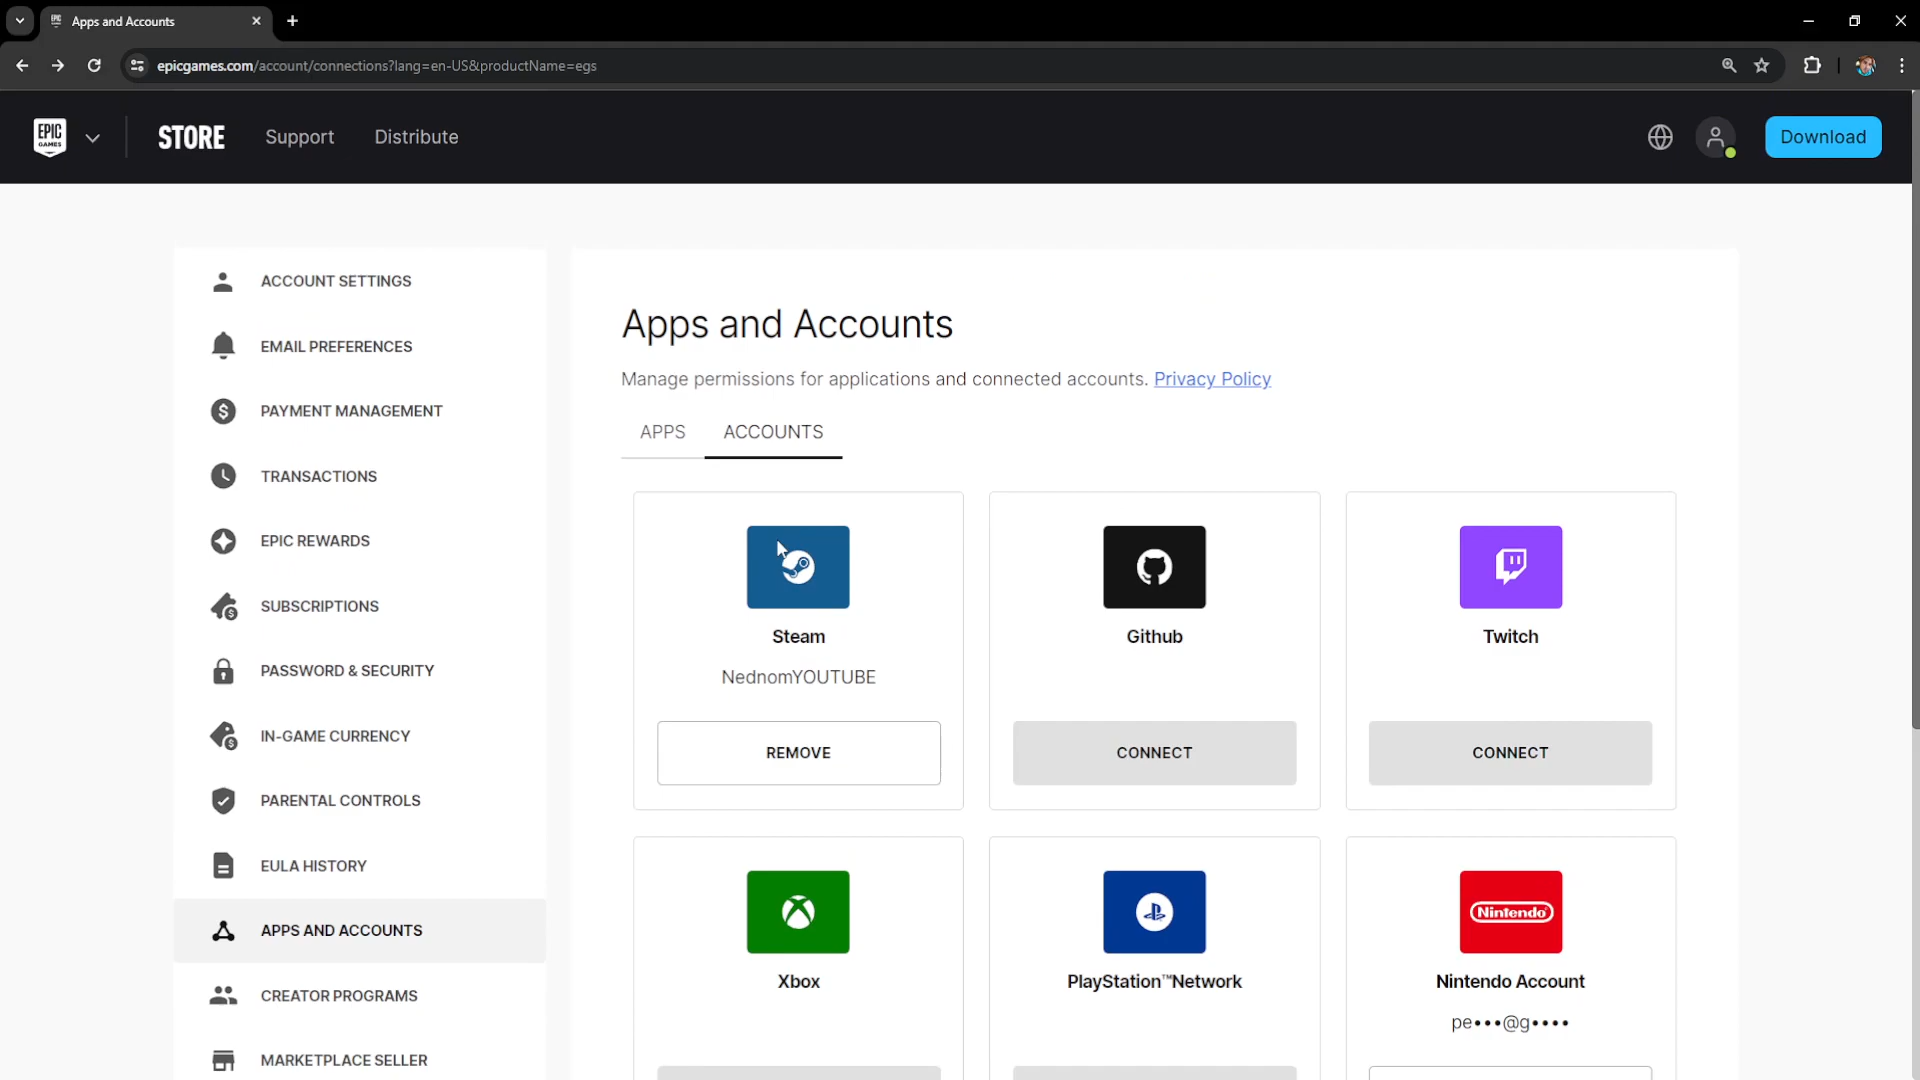 Apps and Accounts
epicgames.com/account/connections?lang=en-US&productName=egs
EPIC
GAMES
STORE
Support
Distribute
Download
ACCOUNT SETTINGS
EMAIL PREFERENCES
PAYMENT MANAGEMENT
TRANSACTIONS
EPIC REWARDS
SUBSCRIPTIONS
PASSWORD & SECURITY
IN-GAME CURRENCY
PARENTAL CONTROLS
EULA HISTORY
APPS AND ACCOUNTS
CREATOR PROGRAMS
MARKETPLACE SELLER
Apps and Accounts
Manage permissions for applications and connected accounts. Privacy Policy
APPS
ACCOUNTS
Steam
NednomYOUTUBE
REMOVE
Github
CONNECT
Twitch
CONNECT
Xbox
PlayStation™Network
Nintendo
Nintendo Account
pe•••@g••••